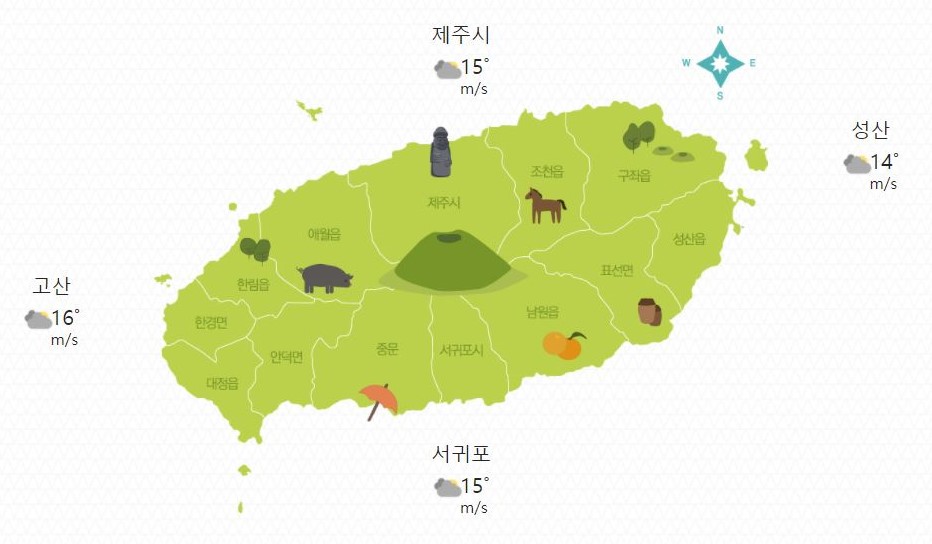 제주시
15°
m/s
N
W
E
S
성산
14°
m/s
고산
16°
m/s
조천읍
구좌읍
제주시
애월읍
성산읍
표선면
한림읍
남원읍
한경면
중문
서귀포시
안덕면
대정읍
서귀포
15°
m/s